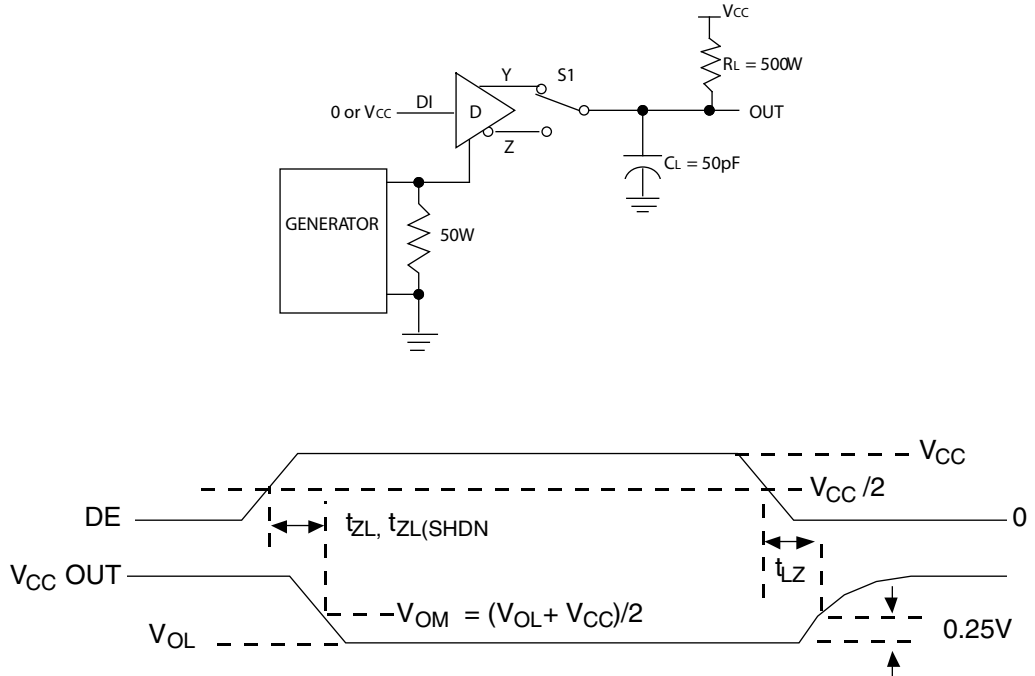 VCC
RL = 500W
Y
S1
0 or VCC
DI
D
OUT
Z
CL = 50pF
GENERATOR
50W
VCC
VCC /2
DE
tZL, tZL(SHDN
0
VCC OUT
tLZ
VOM = (VOL+ VCC)/2
VOL
0.25V